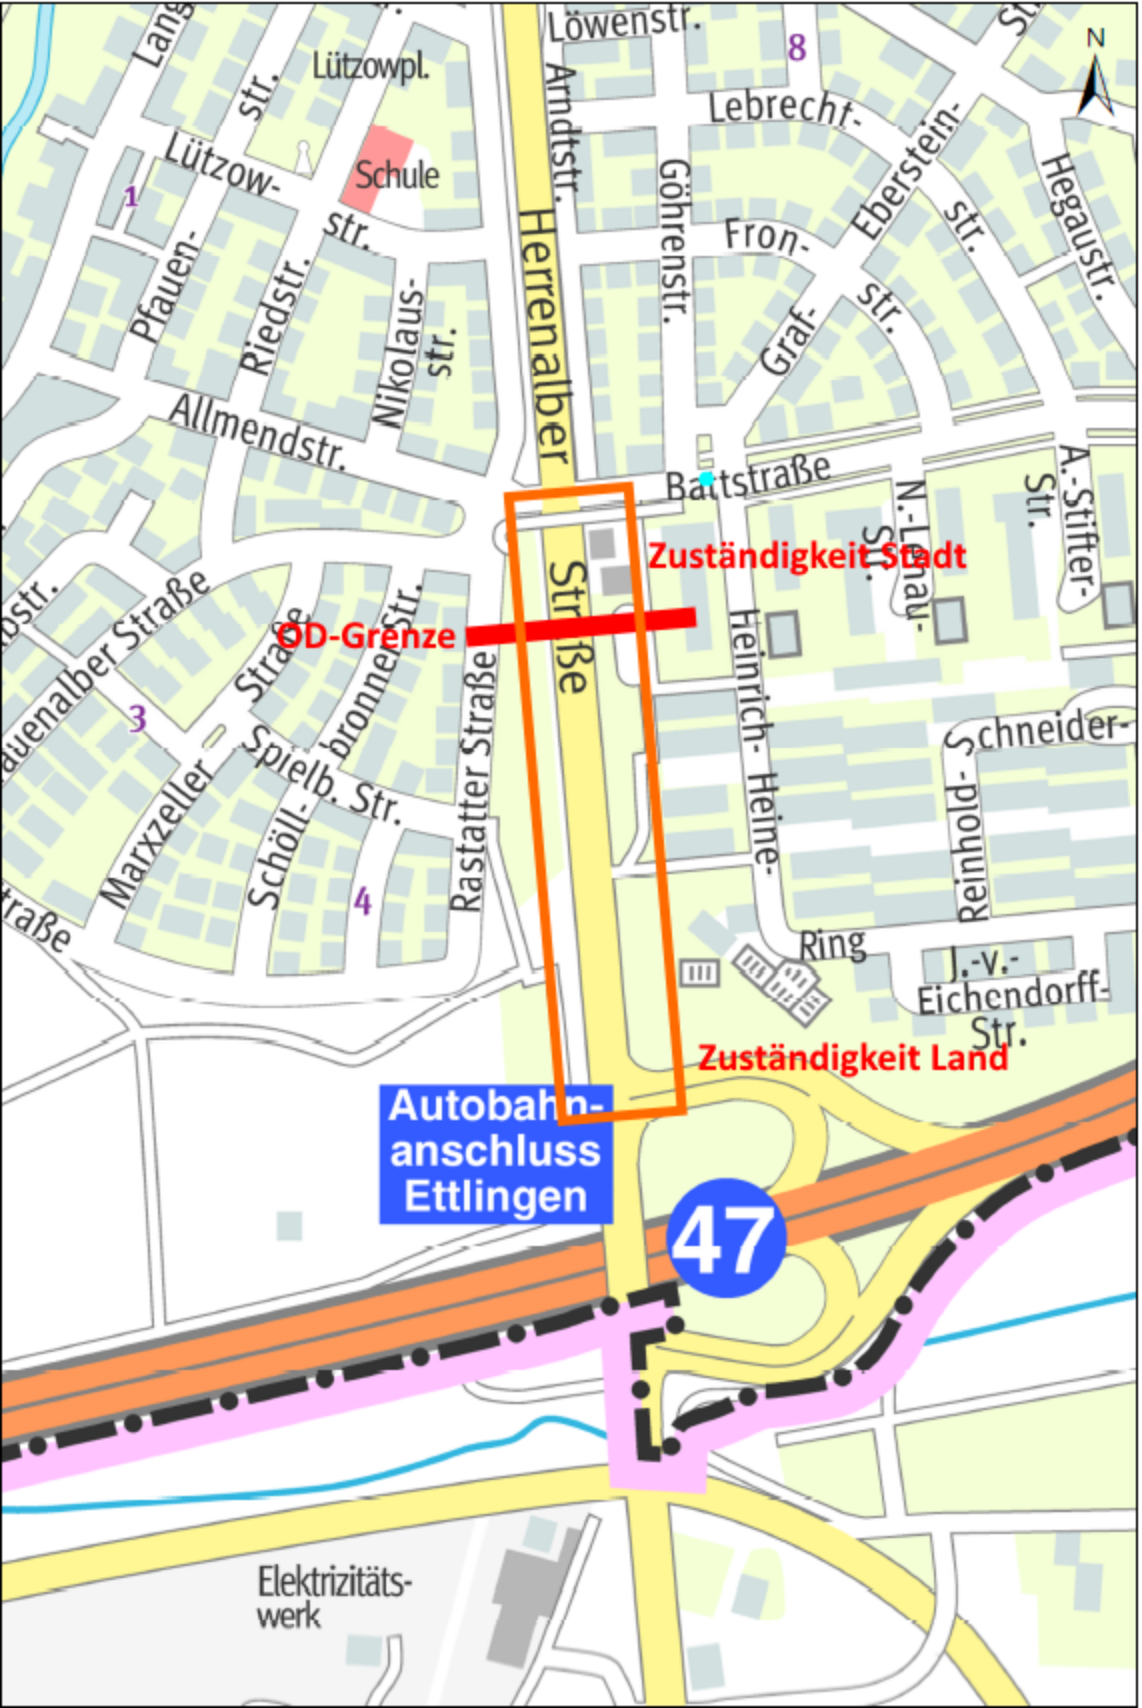 Löwenstr.
Lang
N
8
Lützowpl.
str.
Arndtstr.
Lebrecht-
Lützow-
Schule
Eberstein-
Hegaustr.
1
Göhrenstr.
str.
str.
Fron-
Herrenalber
Pfauen-
Riedstr.
Nikolaus-
str.
Graf-
str.
Allmendstr.
Battstraße
A.-Stifter-
Str.
N.-Lenau-
Str.
Zuständigkeit Stadt
Straße
OD-Grenze
auenalber Straße
Straße
bronner Str.
Heinrich- Heine-
3
Spielb. Str.
Rastatter Straße
Schneider-
Marxzeller
Schöll-
Reinhold-
4
traße
Ring
J.-v.-
Eichendorff-
Str.
Zuständigkeit Land
Autobahn-
anschluss
Ettlingen
47
Elektrizitäts-
werk